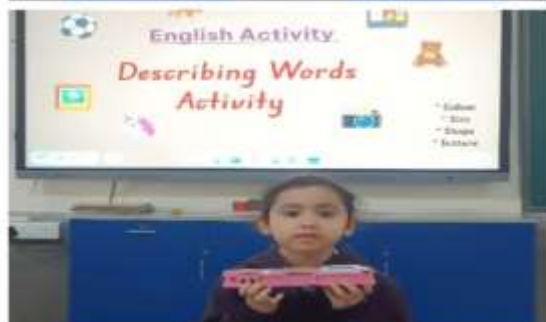 English Activity
Describing Words
Activity
* Colour
* Size
* Shape
* Texture